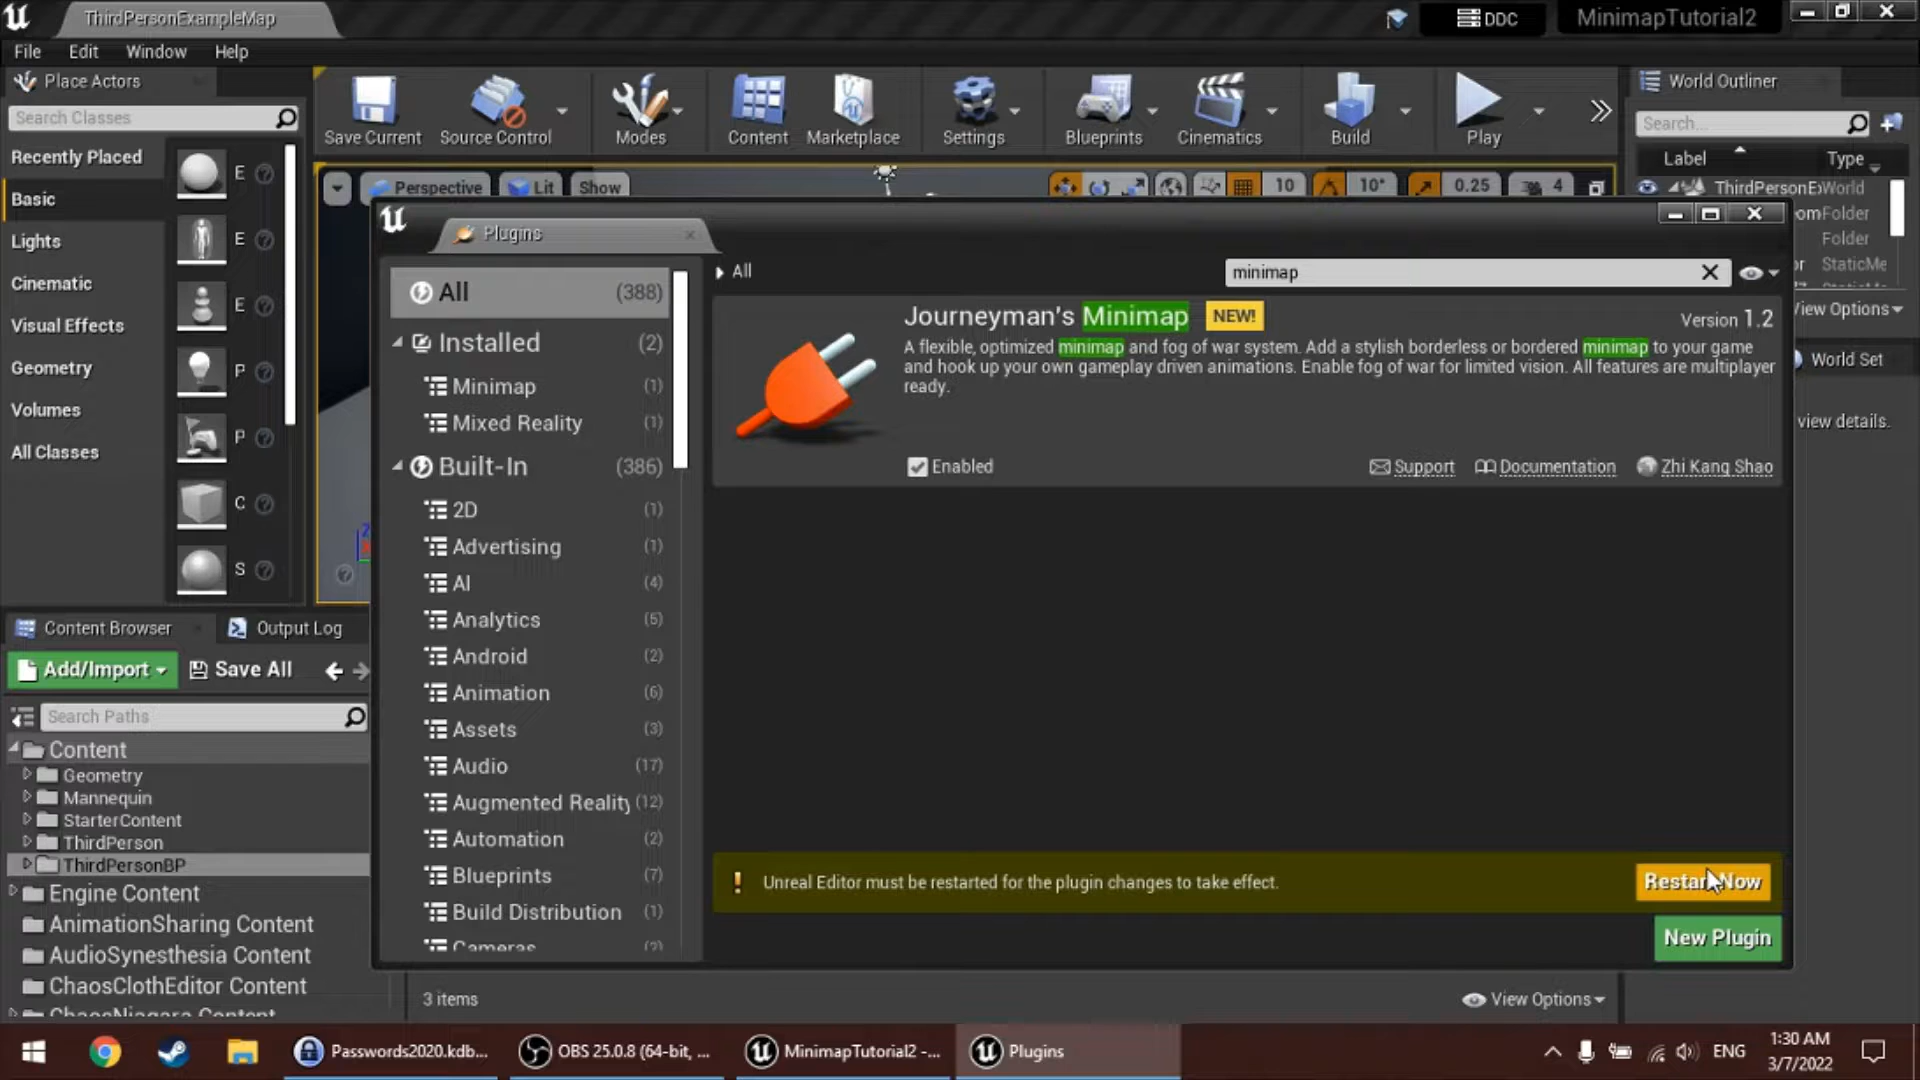 ThirdPersonExampleMap
DDC
MinimapTutorial2
File Edit Window Help
Place Actors
Search Classes
Recently Placed
Basic
Lights
Cinematic
Visual Effects
Geometry
Volumes
All Classes
E
E
E
P
P
C
S
Save Current
Source Control
Modes
Content
Marketplace
Settings
Blueprints
Cinematics
Build
Play
World Outliner
Search...
Label
Type
World
Folder
Folder
View Options
World Set
view details.
Perspective
Lit
Show
10
10°
0.25
4
Plugins
All (388)
Installed (2)
Minimap (1)
Mixed Reality (1)
Built-In (386)
2D (1)
Advertising (1)
AI (4)
Analytics (5)
Android (2)
Animation (6)
Assets (3)
Audio (17)
Augmented Reality (12)
Automation (2)
Blueprints (7)
Build Distribution (1)
Cameras
All
minimap
Journeyman's Minimap NEW!
Version 1.2
A flexible, optimized minimap and fog of war system. Add a stylish borderless or bordered minimap to your game
and hook up your own gameplay driven animations. Enable fog of war for limited vision. All features are multiplayer
ready.
Enabled
Support
Documentation
Zhi Kang Shao
Unreal Editor must be restarted for the plugin changes to take effect.
Restart Now
New Plugin
Content Browser
Output Log
Add/Import
Save All
Search Paths
Content
Geometry
Mannequin
StarterContent
ThirdPerson
ThirdPersonBP
Engine Content
AnimationSharing Content
AudioSynesthesia Content
ChaosClothEditor Content
ChaosNiagara Content
3 items
View Options
Passwords2020.kdb...
OBS 25.0.8 (64-bit, ...
MinimapTutorial2 -...
Plugins
ENG
1:30 AM
3/7/2022